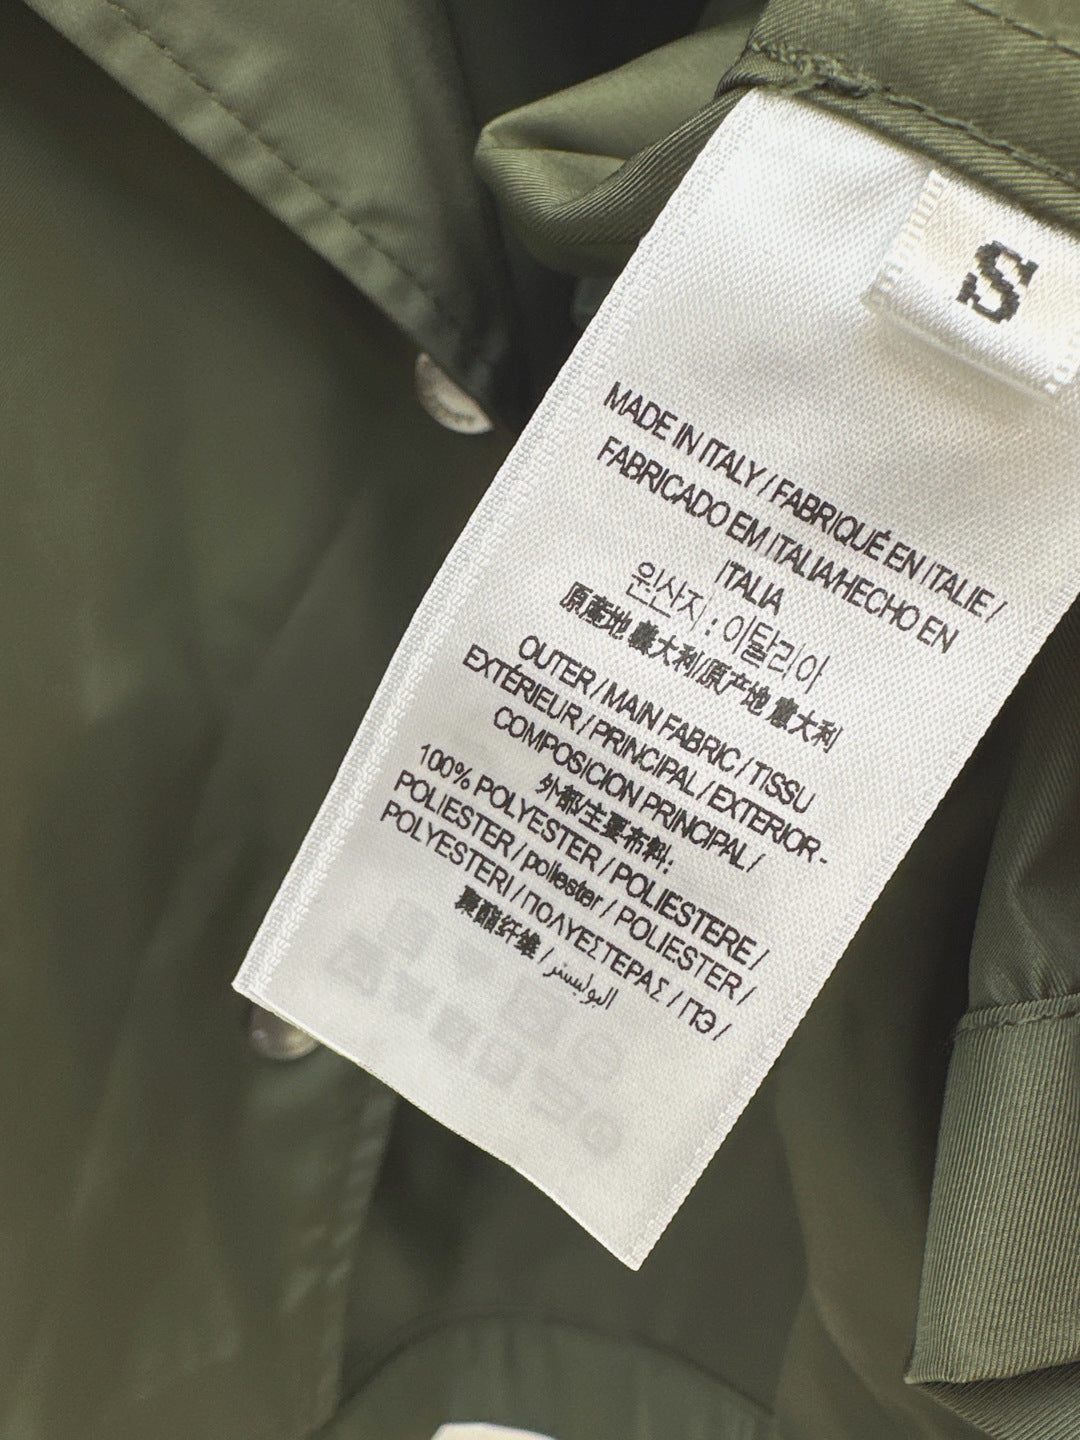 S
MADE IN ITALY / FABRIQUÉ EN ITALIE /
FABRICADO EM ITALIA/HECHO EN
ITALIA
원산지 : 이탈리아
原產地 意大利/原产地 意大利
OUTER / MAIN FABRIC / TISSU
EXTÉRIEUR / PRINCIPAL / EXTERIOR -
COMPOSICION PRINCIPAL /
外部/主要布料:
100% POLYESTER / POLIESTERE /
POLIESTER / poliester / POLIESTER /
POLYESTERI / ΠΟΛΥΕΣΤΕΡΑΣ / ПЭ /
聚酯纤维 / البوليستر